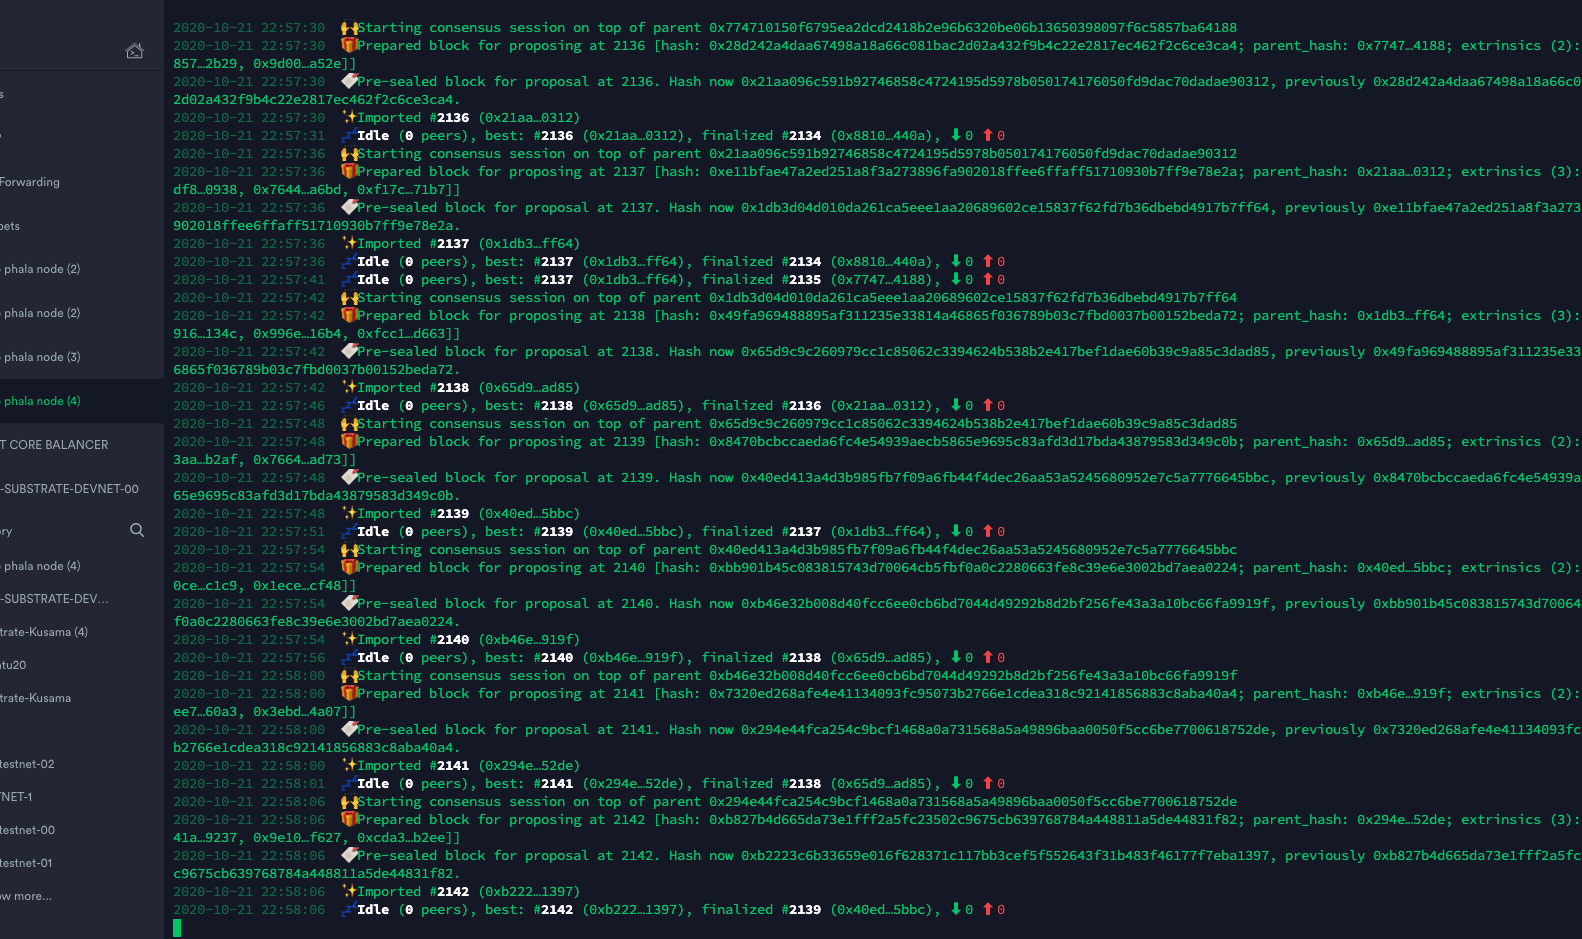 s
Forwarding
pets
phala node (2)
phala node (2)
phala node (3)
phala node (4)
T CORE BALANCER
-SUBSTRATE-DEVNET-00
ory
phala node (4)
-SUBSTRATE-DEV...
trate-Kusama (4)
ntu20
trate-Kusama
testnet-02
TNET-1
testnet-00
testnet-01
ow more...
2020-10-21 22:57:30 🙌Starting consensus session on top of parent 0x774710150f6795ea2dcd2418b2e96b6320be06b13650398097f6c5857ba64188
2020-10-21 22:57:30 🎁Prepared block for proposing at 2136 [hash: 0x28d242a4daa67498a18a66c081bac2d02a432f9b4c22e2817ec462f2c6ce3ca4; parent_hash: 0x7747…4188; extrinsics (2):
857…2b29, 0x9d00…a52e]]
2020-10-21 22:57:30 🏷Pre-sealed block for proposal at 2136. Hash now 0x21aa096c591b92746858c4724195d5978b050174176050fd9dac70dadae90312, previously 0x28d242a4daa67498a18a66c0
2d02a432f9b4c22e2817ec462f2c6ce3ca4.
2020-10-21 22:57:30 ✨Imported #2136 (0x21aa…0312)
2020-10-21 22:57:31 💤Idle (0 peers), best: #2136 (0x21aa…0312), finalized #2134 (0x8810…440a), ⬇0 ⬆0
2020-10-21 22:57:36 🙌Starting consensus session on top of parent 0x21aa096c591b92746858c4724195d5978b050174176050fd9dac70dadae90312
2020-10-21 22:57:36 🎁Prepared block for proposing at 2137 [hash: 0xe11bfae47a2ed251a8f3a273896fa902018ffee6ffaff51710930b7ff9e78e2a; parent_hash: 0x21aa…0312; extrinsics (3):
df8…0938, 0x7644…a6bd, 0xf17c…71b7]]
2020-10-21 22:57:36 🏷Pre-sealed block for proposal at 2137. Hash now 0x1db3d04d010da261ca5eee1aa20689602ce15837f62fd7b36dbebd4917b7ff64, previously 0xe11bfae47a2ed251a8f3a273
902018ffee6ffaff51710930b7ff9e78e2a.
2020-10-21 22:57:36 ✨Imported #2137 (0x1db3…ff64)
2020-10-21 22:57:36 💤Idle (0 peers), best: #2137 (0x1db3…ff64), finalized #2134 (0x8810…440a), ⬇0 ⬆0
2020-10-21 22:57:41 💤Idle (0 peers), best: #2137 (0x1db3…ff64), finalized #2135 (0x7747…4188), ⬇0 ⬆0
2020-10-21 22:57:42 🙌Starting consensus session on top of parent 0x1db3d04d010da261ca5eee1aa20689602ce15837f62fd7b36dbebd4917b7ff64
2020-10-21 22:57:42 🎁Prepared block for proposing at 2138 [hash: 0x49fa969488895af311235e33814a46865f036789b03c7fbd0037b00152beda72; parent_hash: 0x1db3…ff64; extrinsics (3):
916…134c, 0x996e…16b4, 0xfcc1…d663]]
2020-10-21 22:57:42 🏷Pre-sealed block for proposal at 2138. Hash now 0x65d9c9c260979cc1c85062c3394624b538b2e417bef1dae60b39c9a85c3dad85, previously 0x49fa969488895af311235e33
6865f036789b03c7fbd0037b00152beda72.
2020-10-21 22:57:42 ✨Imported #2138 (0x65d9…ad85)
2020-10-21 22:57:46 💤Idle (0 peers), best: #2138 (0x65d9…ad85), finalized #2136 (0x21aa…0312), ⬇0 ⬆0
2020-10-21 22:57:48 🙌Starting consensus session on top of parent 0x65d9c9c260979cc1c85062c3394624b538b2e417bef1dae60b39c9a85c3dad85
2020-10-21 22:57:48 🎁Prepared block for proposing at 2139 [hash: 0x8470bcbccaeda6fc4e54939aecb5865e9695c83afd3d17bda43879583d349c0b; parent_hash: 0x65d9…ad85; extrinsics (2):
3aa…b2af, 0x7664…ad73]]
2020-10-21 22:57:48 🏷Pre-sealed block for proposal at 2139. Hash now 0x40ed413a4d3b985fb7f09a6fb44f4dec26aa53a5245680952e7c5a7776645bbc, previously 0x8470bcbccaeda6fc4e54939a
65e9695c83afd3d17bda43879583d349c0b.
2020-10-21 22:57:48 ✨Imported #2139 (0x40ed…5bbc)
2020-10-21 22:57:51 💤Idle (0 peers), best: #2139 (0x40ed…5bbc), finalized #2137 (0x1db3…ff64), ⬇0 ⬆0
2020-10-21 22:57:54 🙌Starting consensus session on top of parent 0x40ed413a4d3b985fb7f09a6fb44f4dec26aa53a5245680952e7c5a7776645bbc
2020-10-21 22:57:54 🎁Prepared block for proposing at 2140 [hash: 0xbb901b45c083815743d70064cb5fbf0a0c2280663fe8c39e6e3002bd7aea0224; parent_hash: 0x40ed…5bbc; extrinsics (2):
0ce…c1c9, 0x1ece…cf48]]
2020-10-21 22:57:54 🏷Pre-sealed block for proposal at 2140. Hash now 0xb46e32b008d40fcc6ee0cb6bd7044d49292b8d2bf256fe43a3a10bc66fa9919f, previously 0xbb901b45c083815743d70064
f0a0c2280663fe8c39e6e3002bd7aea0224.
2020-10-21 22:57:54 ✨Imported #2140 (0xb46e…919f)
2020-10-21 22:57:56 💤Idle (0 peers), best: #2140 (0xb46e…919f), finalized #2138 (0x65d9…ad85), ⬇0 ⬆0
2020-10-21 22:58:00 🙌Starting consensus session on top of parent 0xb46e32b008d40fcc6ee0cb6bd7044d49292b8d2bf256fe43a3a10bc66fa9919f
2020-10-21 22:58:00 🎁Prepared block for proposing at 2141 [hash: 0x7320ed268afe4e41134093fc95073b2766e1cdea318c92141856883c8aba40a4; parent_hash: 0xb46e…919f; extrinsics (2):
ee7…60a3, 0x3ebd…4a07]]
2020-10-21 22:58:00 🏷Pre-sealed block for proposal at 2141. Hash now 0x294e44fca254c9bcf1468a0a731568a5a49896baa0050f5cc6be7700618752de, previously 0x7320ed268afe4e41134093fc
b2766e1cdea318c92141856883c8aba40a4.
2020-10-21 22:58:00 ✨Imported #2141 (0x294e…52de)
2020-10-21 22:58:01 💤Idle (0 peers), best: #2141 (0x294e…52de), finalized #2138 (0x65d9…ad85), ⬇0 ⬆0
2020-10-21 22:58:06 🙌Starting consensus session on top of parent 0x294e44fca254c9bcf1468a0a731568a5a49896baa0050f5cc6be7700618752de
2020-10-21 22:58:06 🎁Prepared block for proposing at 2142 [hash: 0xb827b4d665da73e1fff2a5fc23502c9675cb639768784a448811a5de44831f82; parent_hash: 0x294e…52de; extrinsics (3):
41a…9237, 0x9e10…f627, 0xcda3…b2ee]]
2020-10-21 22:58:06 🏷Pre-sealed block for proposal at 2142. Hash now 0xb2223c6b33659e016f628371c117bb3cef5f552643f31b483f46177f7eba1397, previously 0xb827b4d665da73e1fff2a5fc
c9675cb639768784a448811a5de44831f82.
2020-10-21 22:58:06 ✨Imported #2142 (0xb222…1397)
2020-10-21 22:58:06 💤Idle (0 peers), best: #2142 (0xb222…1397), finalized #2139 (0x40ed…5bbc), ⬇0 ⬆0